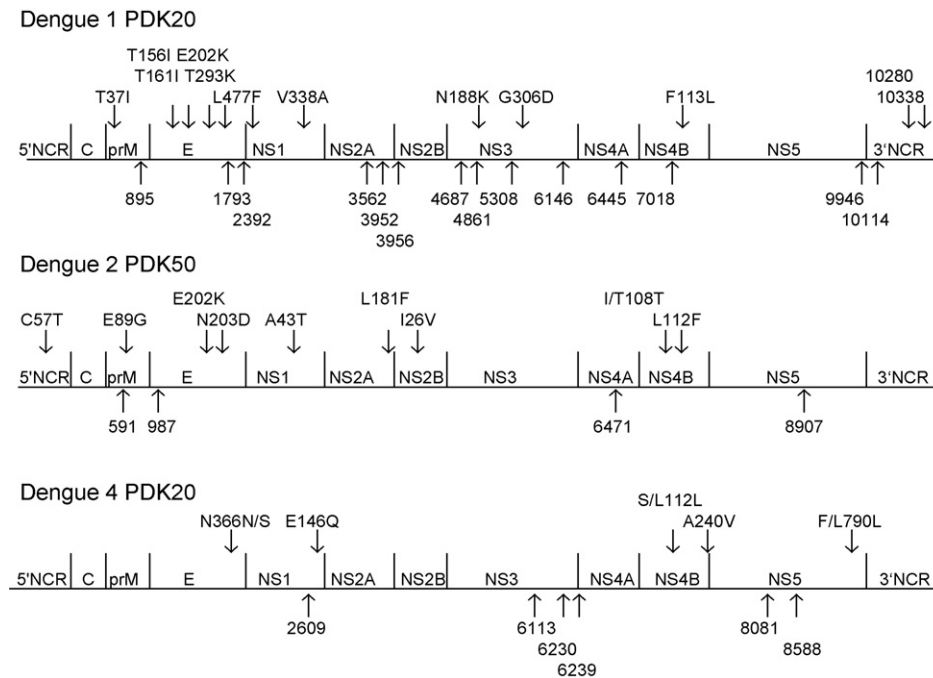 Dengue 1 PDK20
T156I E202K
T161I T293K
10280
T37I L477F V338A N188K G306D F113L 10338
5'NCR C prM E NS1 NS2A NS2B NS3 NS4A NS4B NS5 3'NCR
895 1793 3562 4687 5308 6146 6445 7018 9946
2392 3952 4861 10114
3956
Dengue 2 PDK50
E202K L181F I/T108T
C57T E89G N203D A43T I26V L112F
5'NCR C prM E NS1 NS2A NS2B NS3 NS4A NS4B NS5 3'NCR
591 987 6471 8907
Dengue 4 PDK20
S/L112L
N366N/S E146Q A240V F/L790L
5'NCR C prM E NS1 NS2A NS2B NS3 NS4A NS4B NS5 3'NCR
2609 6113 8081
6230 8588
6239